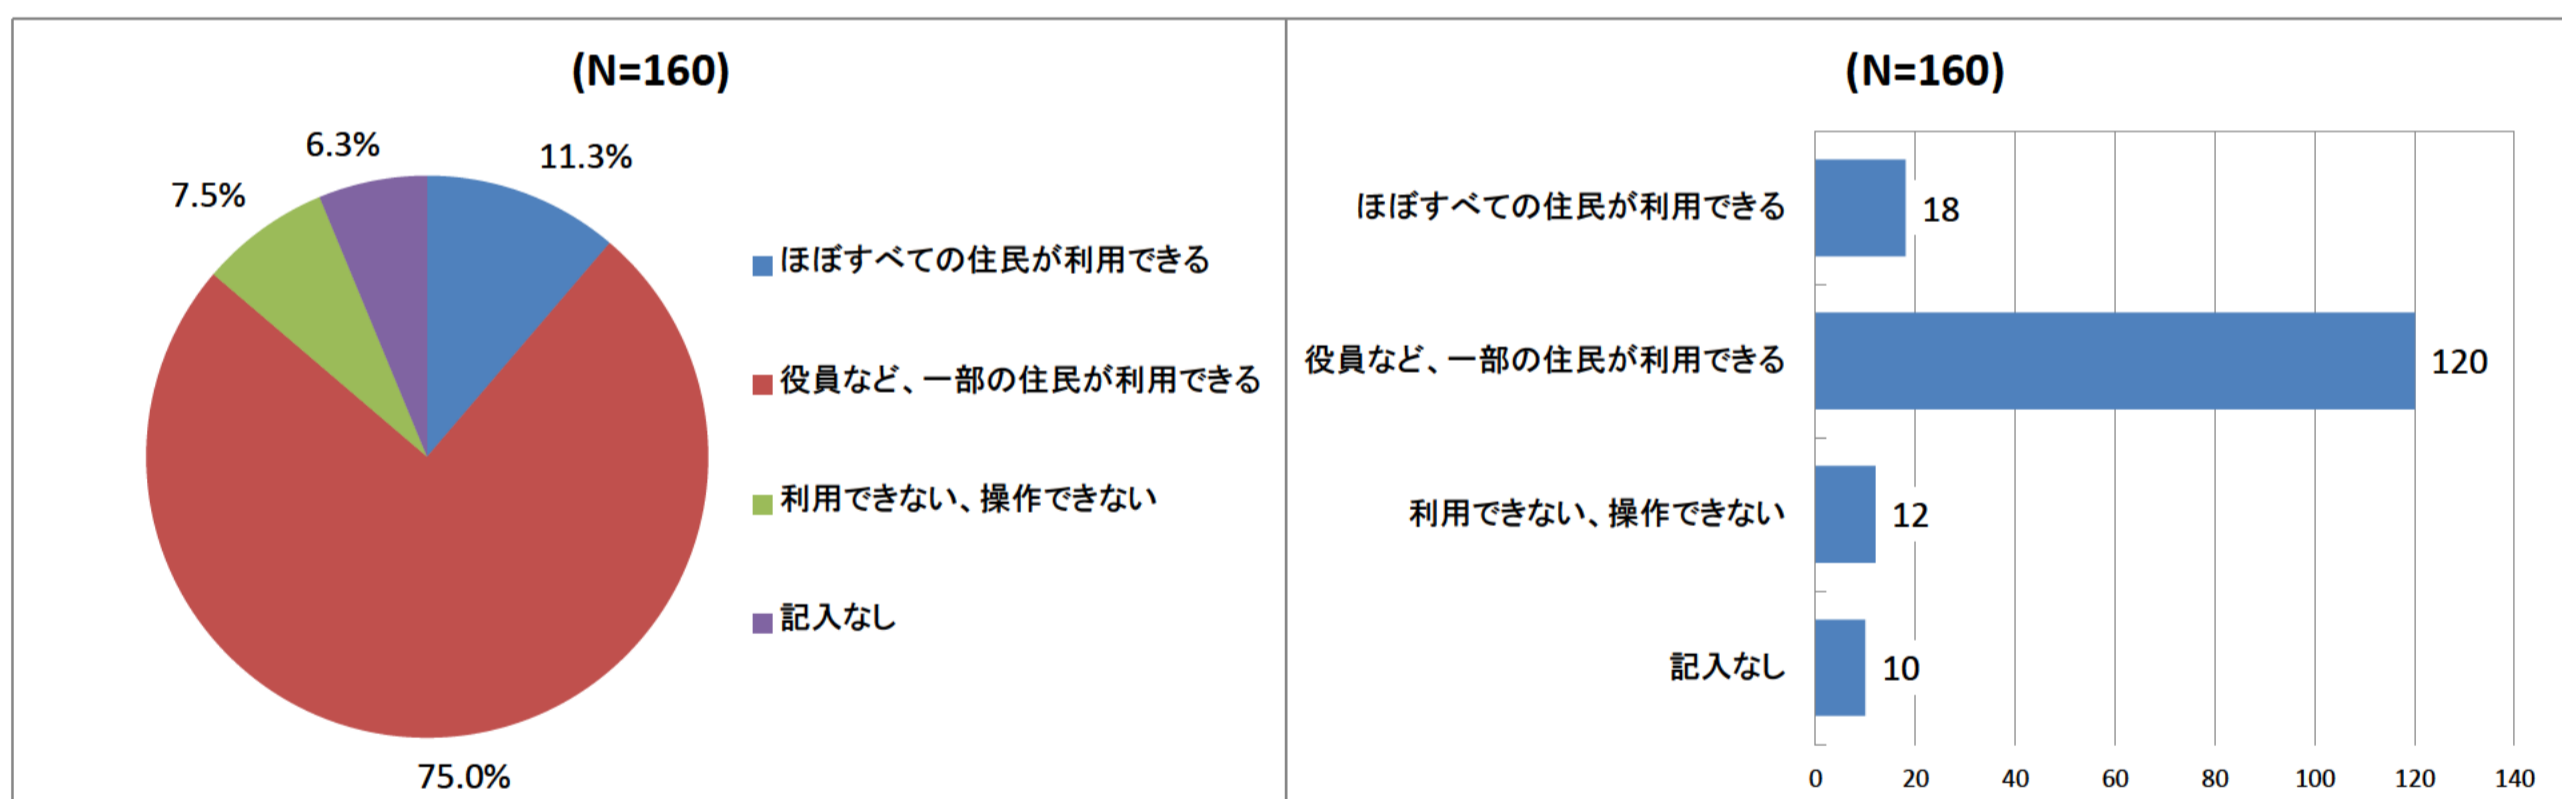 (N=160)
6.3%
11.3%
7.5%
ほぼすべての住民が利用できる
役員など、一部の住民が利用できる
利用できない、操作できない
記入なし
75.0%
(N=160)
ほぼすべての住民が利用できる
18
役員など、一部の住民が利用できる
120
利用できない、操作できない
12
記入なし
10
0 20 40 60 80 100 120 140